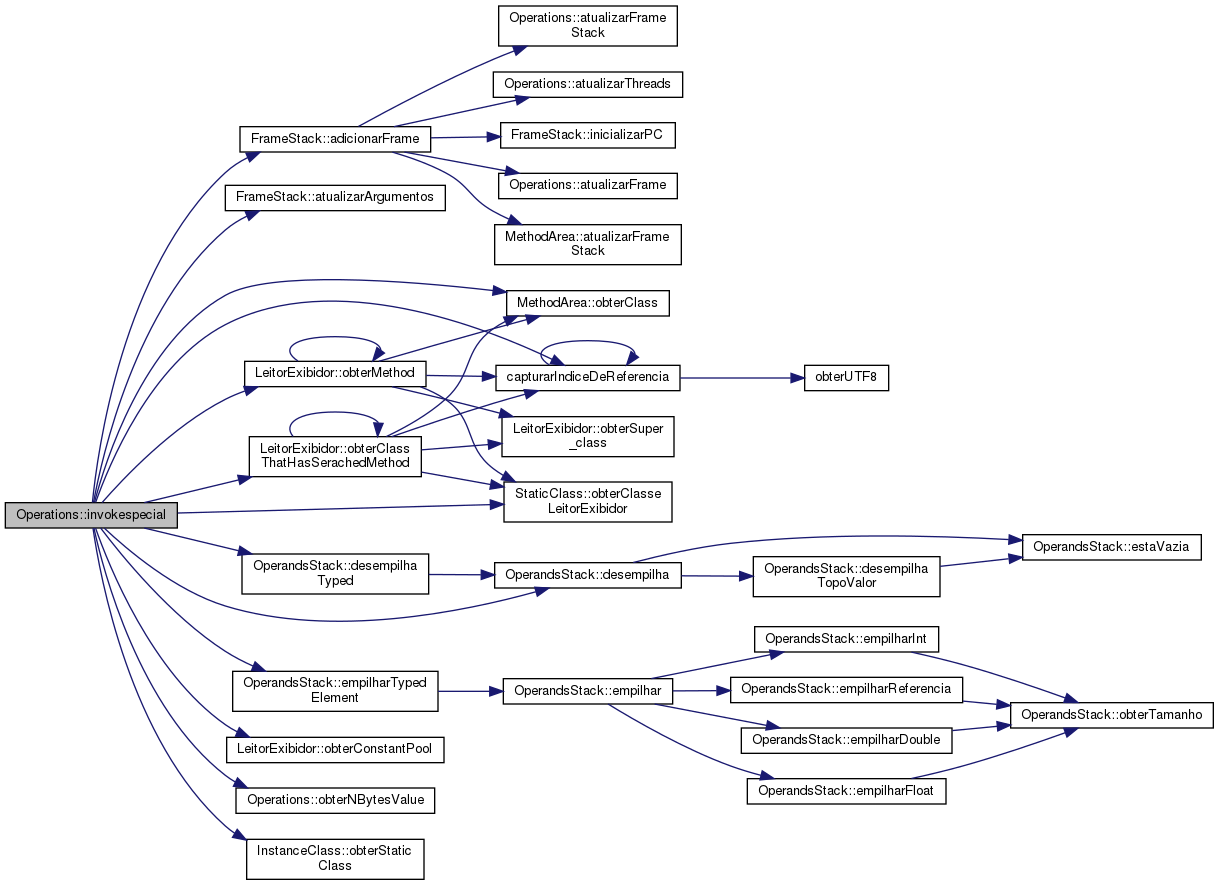 Operations::atualizarFrame
Stack
Operations::atualizarThreads
FrameStack::adicionarFrame
FrameStack::inicializarPC
Operations::atualizarFrame
FrameStack::atualizarArgumentos
MethodArea::atualizarFrame
Stack
MethodArea::obterClass
LeitorExibidor::obterMethod
capturarIndiceDeReferencia
obterUTF8
LeitorExibidor::obterSuper
_class
LeitorExibidor::obterClass
ThatHasSerachedMethod
StaticClass::obterClasse
LeitorExibidor
Operations::invokespecial
OperandsStack::estaVazia
OperandsStack::desempilha
Typed
OperandsStack::desempilha
OperandsStack::desempilha
TopoValor
OperandsStack::empilharInt
OperandsStack::empilharTyped
Element
OperandsStack::empilhar
OperandsStack::empilharReferencia
OperandsStack::obterTamanho
LeitorExibidor::obterConstantPool
OperandsStack::empilharDouble
Operations::obterNBytesValue
OperandsStack::empilharFloat
InstanceClass::obterStatic
Class